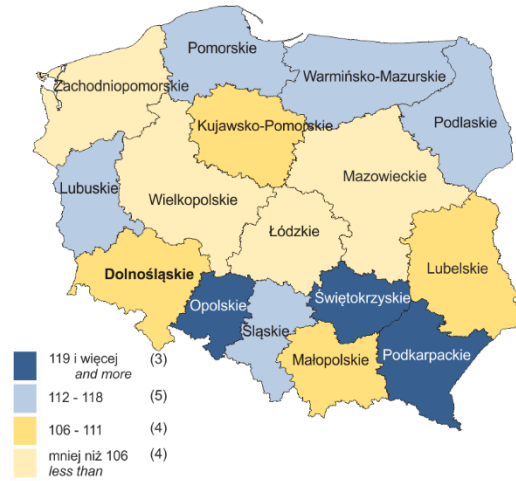 Pomorskie
Warmińsko-Mazurskie
Zachodniopomorskie
Podlaskie
Kujawsko-Pomorskie
Mazowieckie
Lubuskie
Wielkopolskie
Łódzkie
Lubelskie
Dolnośląskie
Opolskie
Świętokrzyskie
Śląskie
Małopolskie
Podkarpackie
119 i więcej (3)
and more
112 - 118 (5)
106 - 111 (4)
mniej niż 106 (4)
less than